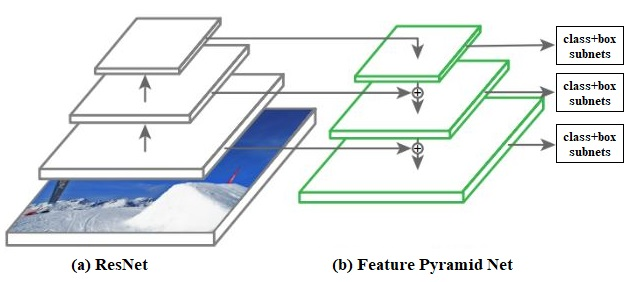 class+box
subnets
class+box
subnets
class+box
subnets
(a) ResNet
(b) Feature Pyramid Net